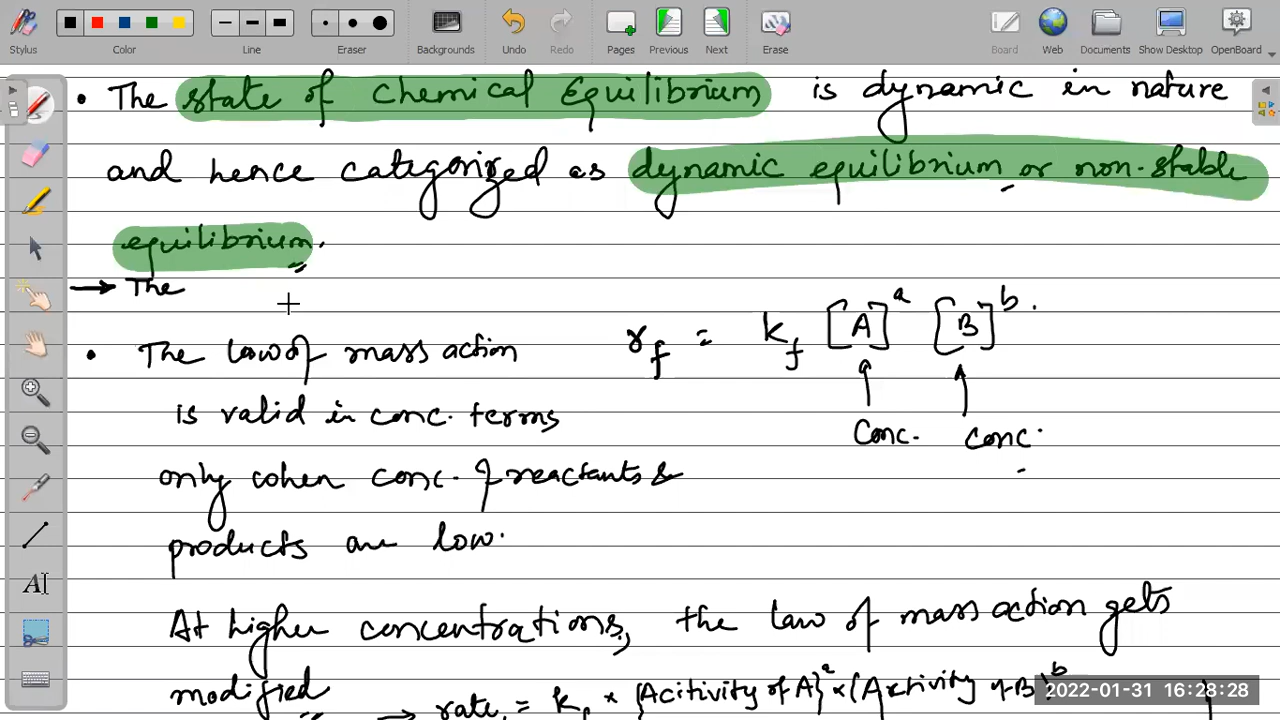 Stylus Color Line Eraser Backgrounds Undo Redo Pages Previous Next Erase Board Web Documents Show Desktop OpenBoard
• The state of chemical Equilibrium is dynamic in nature
and hence categorized as dynamic equilibrium or non-stable
equilibrium.
→ The
• The law of mass action
is valid in conc. terms
only when conc. of reactants &
products are low.
r_f = k_f [A]^a [B]^b.
Conc. conc.
At higher concentrations, the law of mass action gets
modified
→ rate = k_f × {Acitivity of A}^a × (Activity of B)^b
2022-01-31 16:28:28
AI